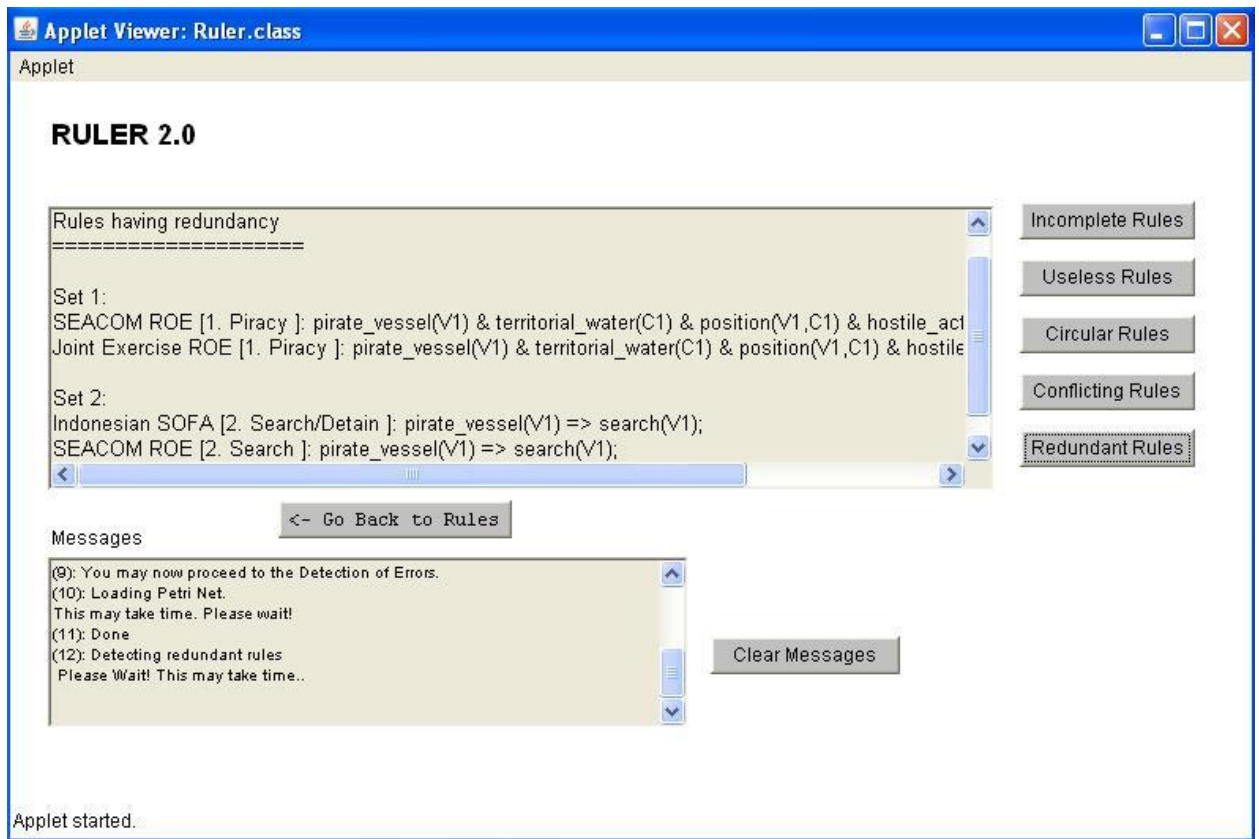 Applet Viewer: Ruler.class
Applet
RULER 2.0
Rules having redundancy
====================
Set 1:
SEACOM ROE [1. Piracy ]: pirate_vessel(V1) & territorial_water(C1) & position(V1,C1) & hostile_act
Joint Exercise ROE [1. Piracy ]: pirate_vessel(V1) & territorial_water(C1) & position(V1,C1) & hostile
Set 2:
Indonesian SOFA [2. Search/Detain ]: pirate_vessel(V1) => search(V1);
SEACOM ROE [2. Search ]: pirate_vessel(V1) => search(V1);
Incomplete Rules
Useless Rules
Circular Rules
Conflicting Rules
Redundant Rules
<- Go Back to Rules
Messages
(9): You may now proceed to the Detection of Errors.
(10): Loading Petri Net.
This may take time. Please wait!
(11): Done
(12): Detecting redundant rules
Please Wait! This may take time..
Clear Messages
Applet started.